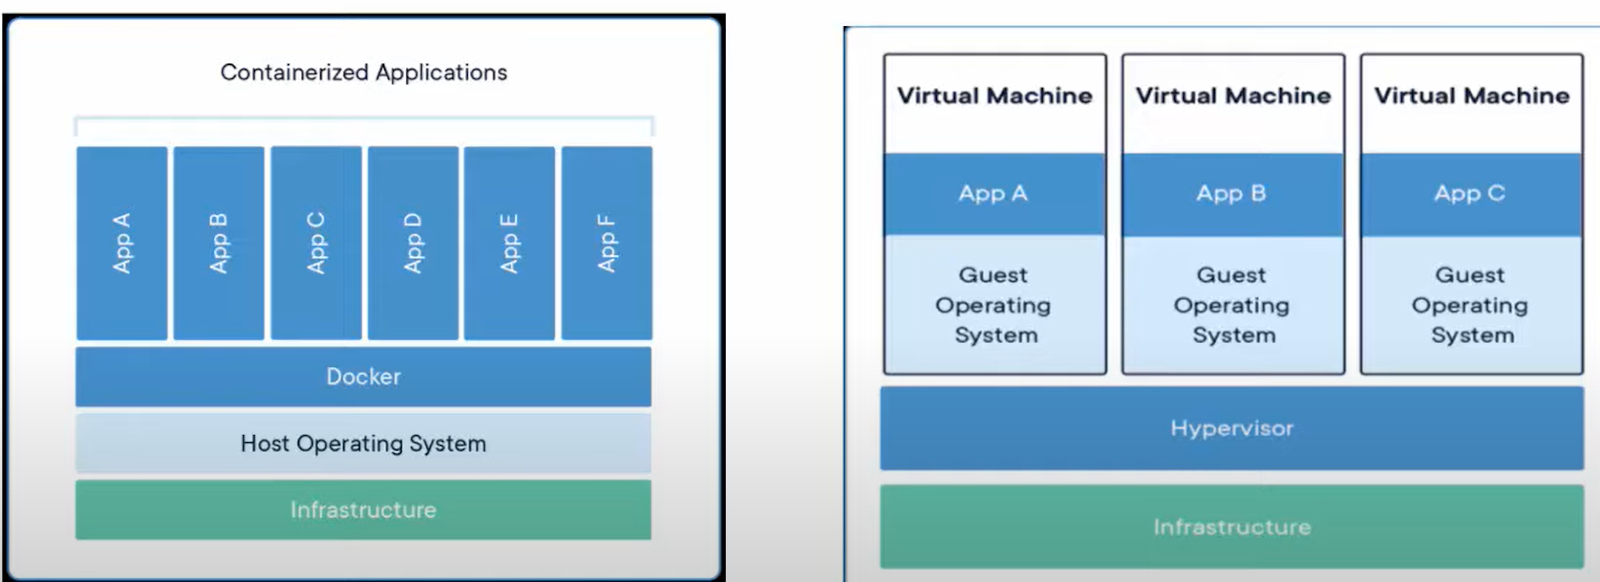 Containerized Applications
App A
App B
App C
App D
App E
App F
Docker
Host Operating System
Infrastructure
Virtual Machine
App A
Guest
Operating
System
Virtual Machine
App B
Guest
Operating
System
Virtual Machine
App C
Guest
Operating
System
Hypervisor
Infrastructure